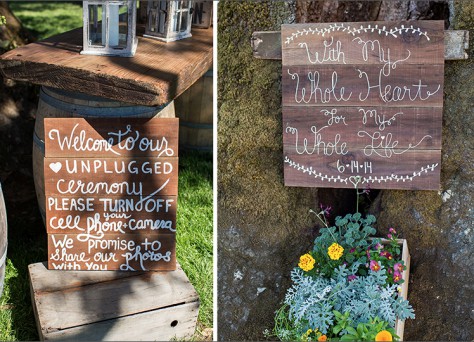 Welcome to our
♥ UNPLUGGED
ceremony
PLEASE TURN OFF
your
cell phone + camera
We promise to
share our photos
with you
With My
Whole Heart
For My
Whole Life
6·14·14